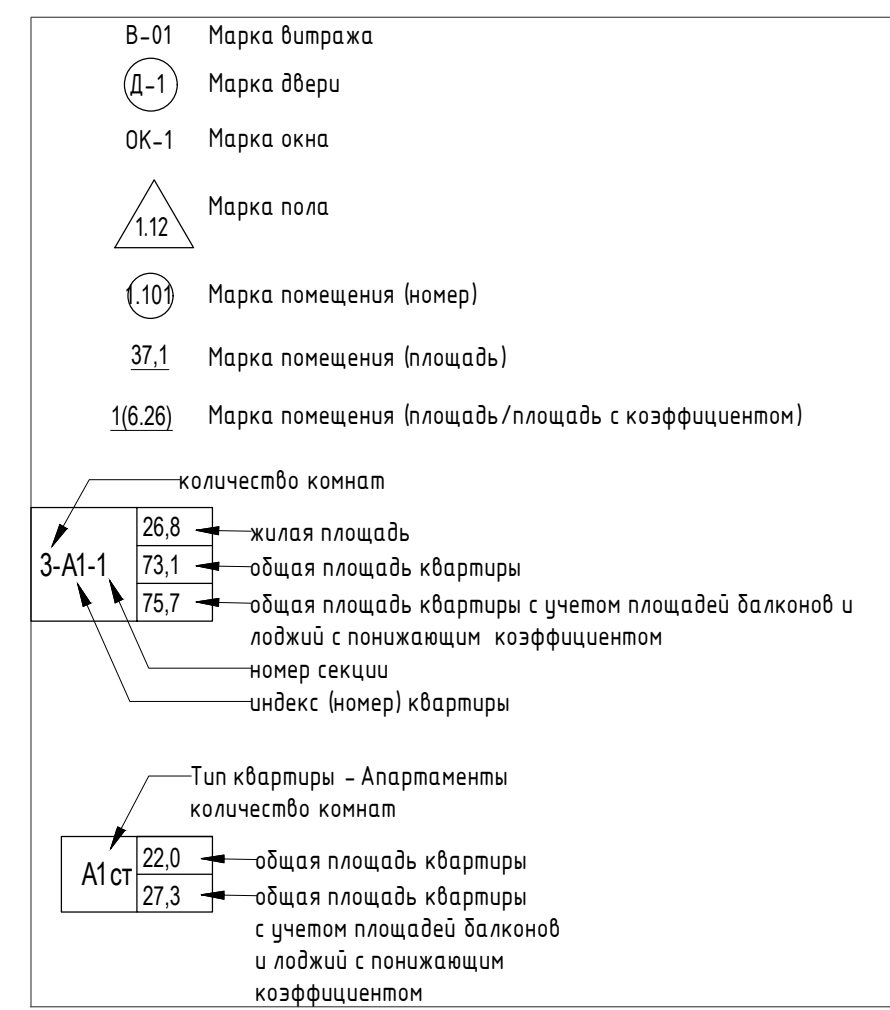 В-01 Марка витража
Д-1 Марка двери
ОК-1 Марка окна
1.12 Марка пола
1.101 Марка помещения (номер)
37,1 Марка помещения (площадь)
1(6.26) Марка помещения (площадь/площадь с коэффициентом)
количество комнат
3-А1-1
26,8 жилая площадь
73,1 общая площадь квартиры
75,7 общая площадь квартиры с учетом площадей балконов и
лоджий с понижающим коэффициентом
номер секции
индекс (номер) квартиры
Тип квартиры - Апартаменты
количество комнат
А1ст
22,0 общая площадь квартиры
27,3 общая площадь квартиры
с учетом площадей балконов
и лоджий с понижающим
коэффициентом